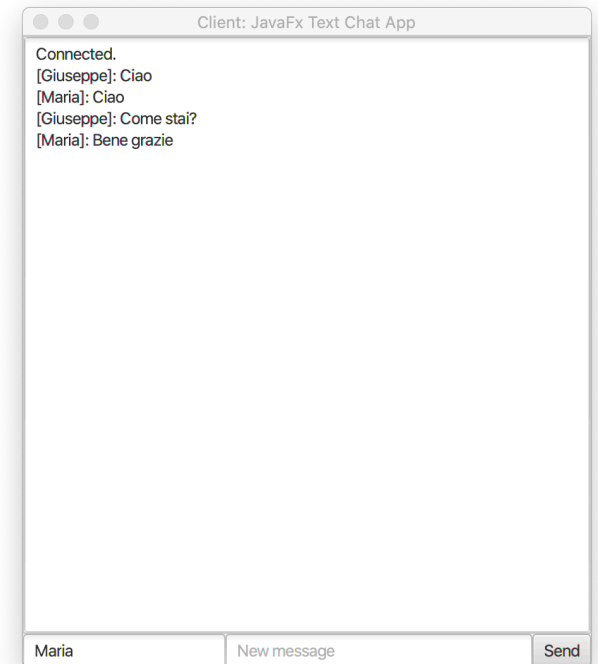 Client: JavaFx Text Chat App
Connected.
[Giuseppe]: Ciao
[Maria]: Ciao
[Giuseppe]: Come stai?
[Maria]: Bene grazie
Maria New message Send